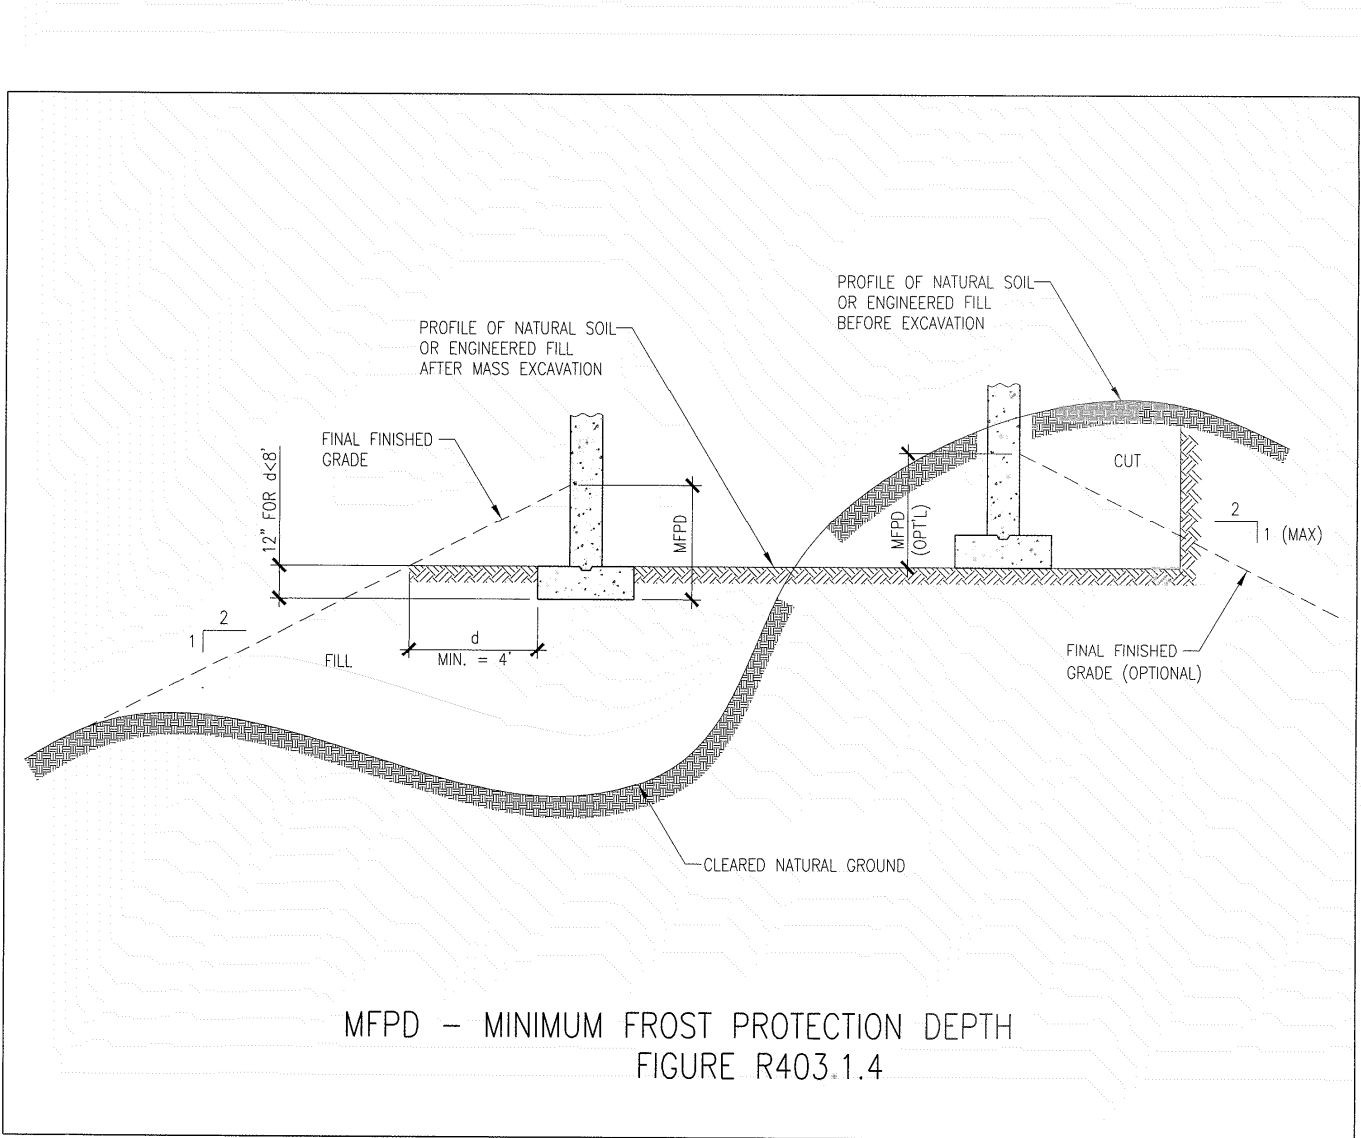 PROFILE OF NATURAL SOIL
OR ENGINEERED FILL
BEFORE EXCAVATION
PROFILE OF NATURAL SOIL
OR ENGINEERED FILL
AFTER MASS EXCAVATION
FINAL FINISHED
GRADE
12" FOR d<8'
MFPD
MFPD
(OPT'L)
CUT
2
1 (MAX)
2
1
d
MIN. = 4'
FILL
FINAL FINISHED
GRADE (OPTIONAL)
CLEARED NATURAL GROUND
MFPD - MINIMUM FROST PROTECTION DEPTH
FIGURE R403.1.4